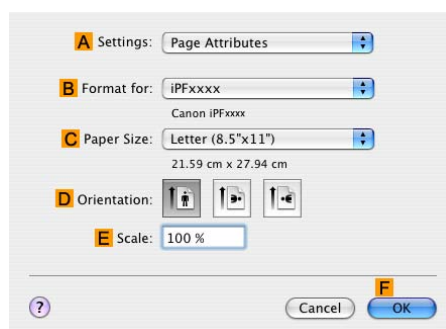 A Settings: Page Attributes
B Format for: iPFxxxx
Canon iPFxxxx
C Paper Size: Letter (8.5"x11")
21.59 cm x 27.94 cm
D Orientation:
E Scale: 100 %
F
? Cancel OK